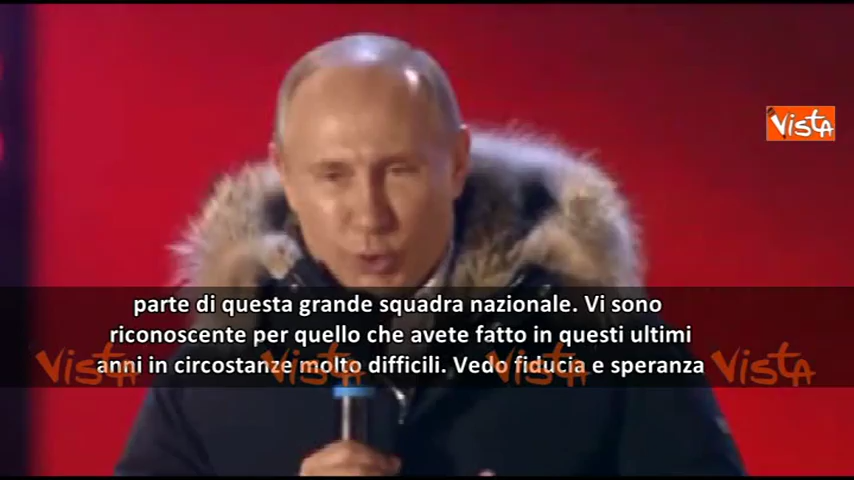 VISTA
parte di questa grande squadra nazionale. Vi sono
riconoscente per quello che avete fatto in questi ultimi
anni in circostanze molto difficili. Vedo fiducia e speranza
VISTA VISTA VISTA VISTA